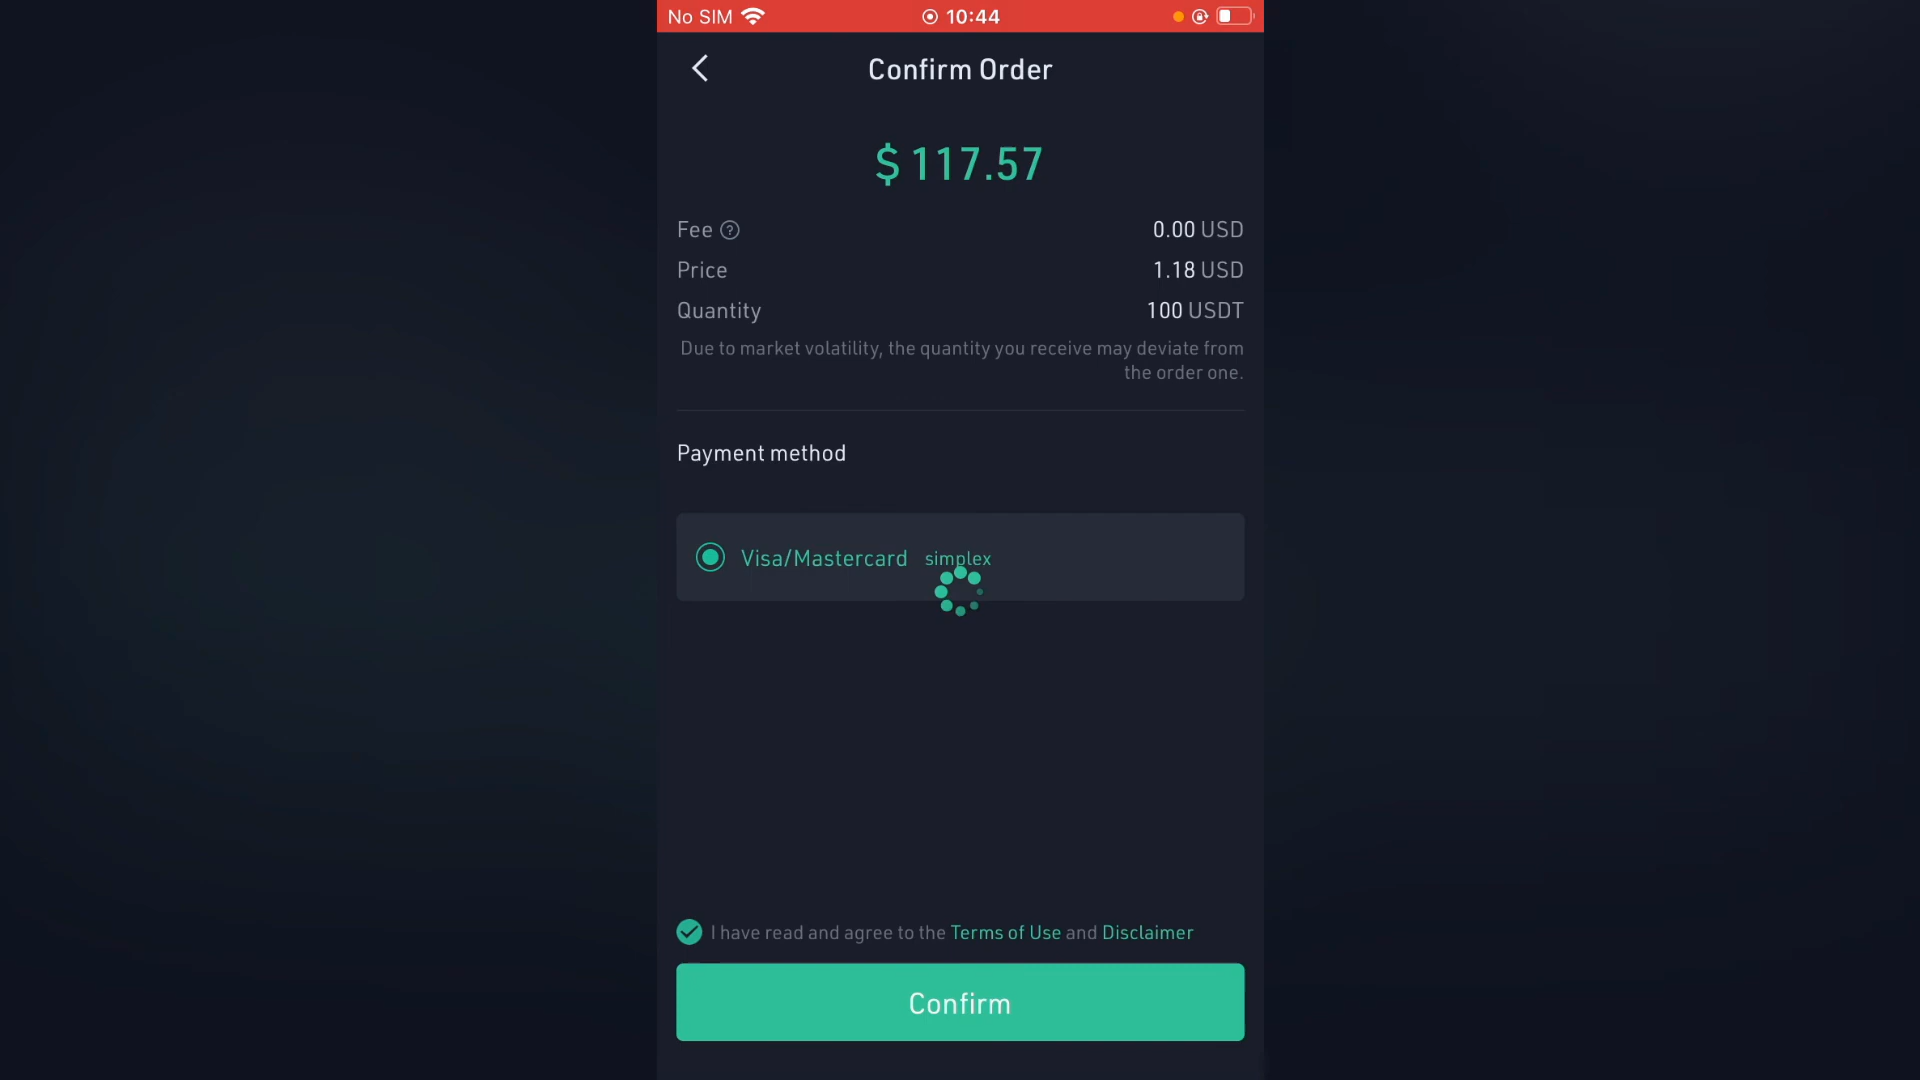 No SIM 10:44
Confirm Order
$ 117.57
Fee ? 0.00 USD
Price 1.18 USD
Quantity 100 USDT
Due to market volatility, the quantity you receive may deviate from
the order one.
Payment method
Visa/Mastercard simplex
I have read and agree to the Terms of Use and Disclaimer
Confirm